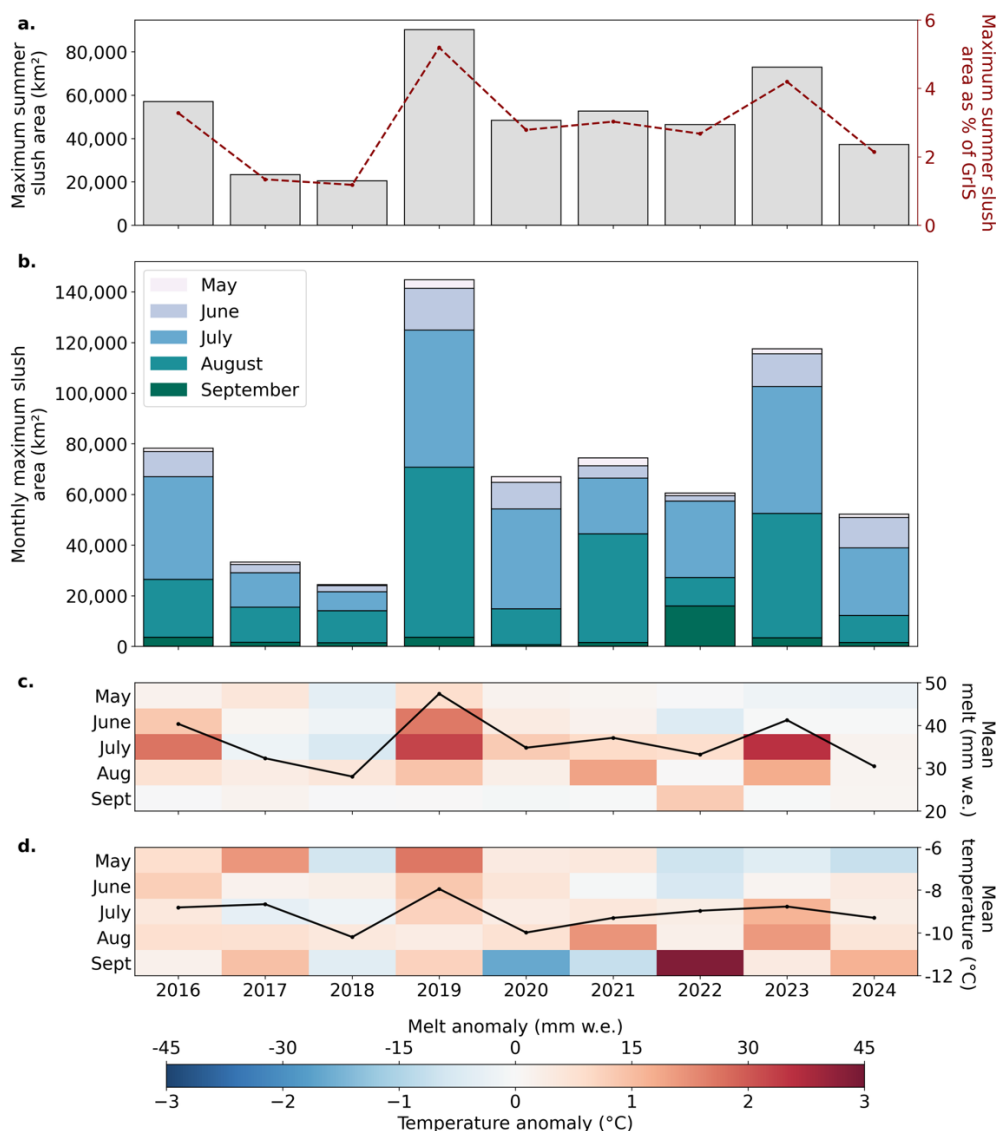 a.
Maximum summer
slush area (km²)
80,000
60,000
40,000
20,000
0
6
4
2
0
Maximum summer slush
area as % of GrIS
b.
Monthly maximum slush
area (km²)
140,000
120,000
100,000
80,000
60,000
40,000
20,000
0
May
June
July
August
September
c.
May
June
July
Aug
Sept
50
40
30
20
Mean
melt (mm w.e.)
d.
May
June
July
Aug
Sept
-6
-8
-10
-12
Mean
temperature (°C)
2016 2017 2018 2019 2020 2021 2022 2023 2024
Melt anomaly (mm w.e.)
-45 -30 -15 0 15 30 45
−3 −2 −1 0 1 2 3
Temperature anomaly (°C)